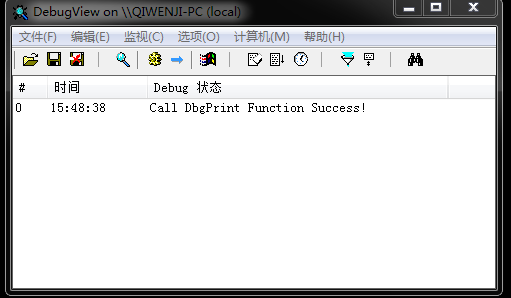 DebugView on \\QIWENJI-PC (local)
文件(F) 编辑(E) 监视(C) 选项(O) 计算机(M) 帮助(H)
# 时间 Debug 状态
0 15:48:38 Call DbgPrint Function Success!